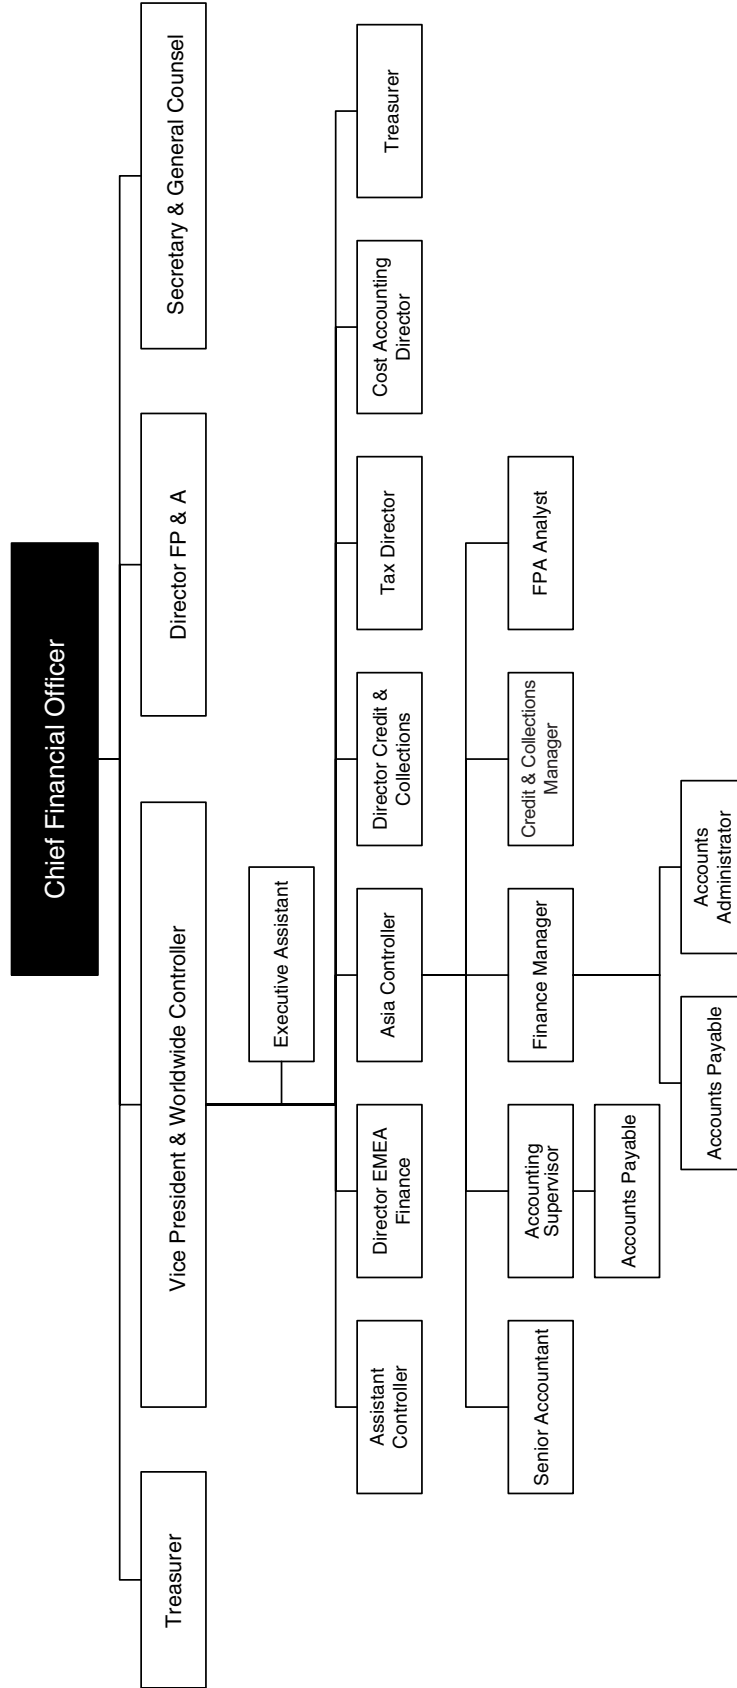 Chief Financial Officer
Treasurer
Vice President & Worldwide Controller
Director FP & A
Secretary & General Counsel
Executive Assistant
Assistant
Controller
Director EMEA
Finance
Asia Controller
Director Credit &
Collections
Tax Director
Cost Accounting
Director
Treasurer
Senior Accountant
Accounting
Supervisor
Finance Manager
Credit & Collections
Manager
FPA Analyst
Accounts Payable
Accounts Payable
Accounts
Administrator